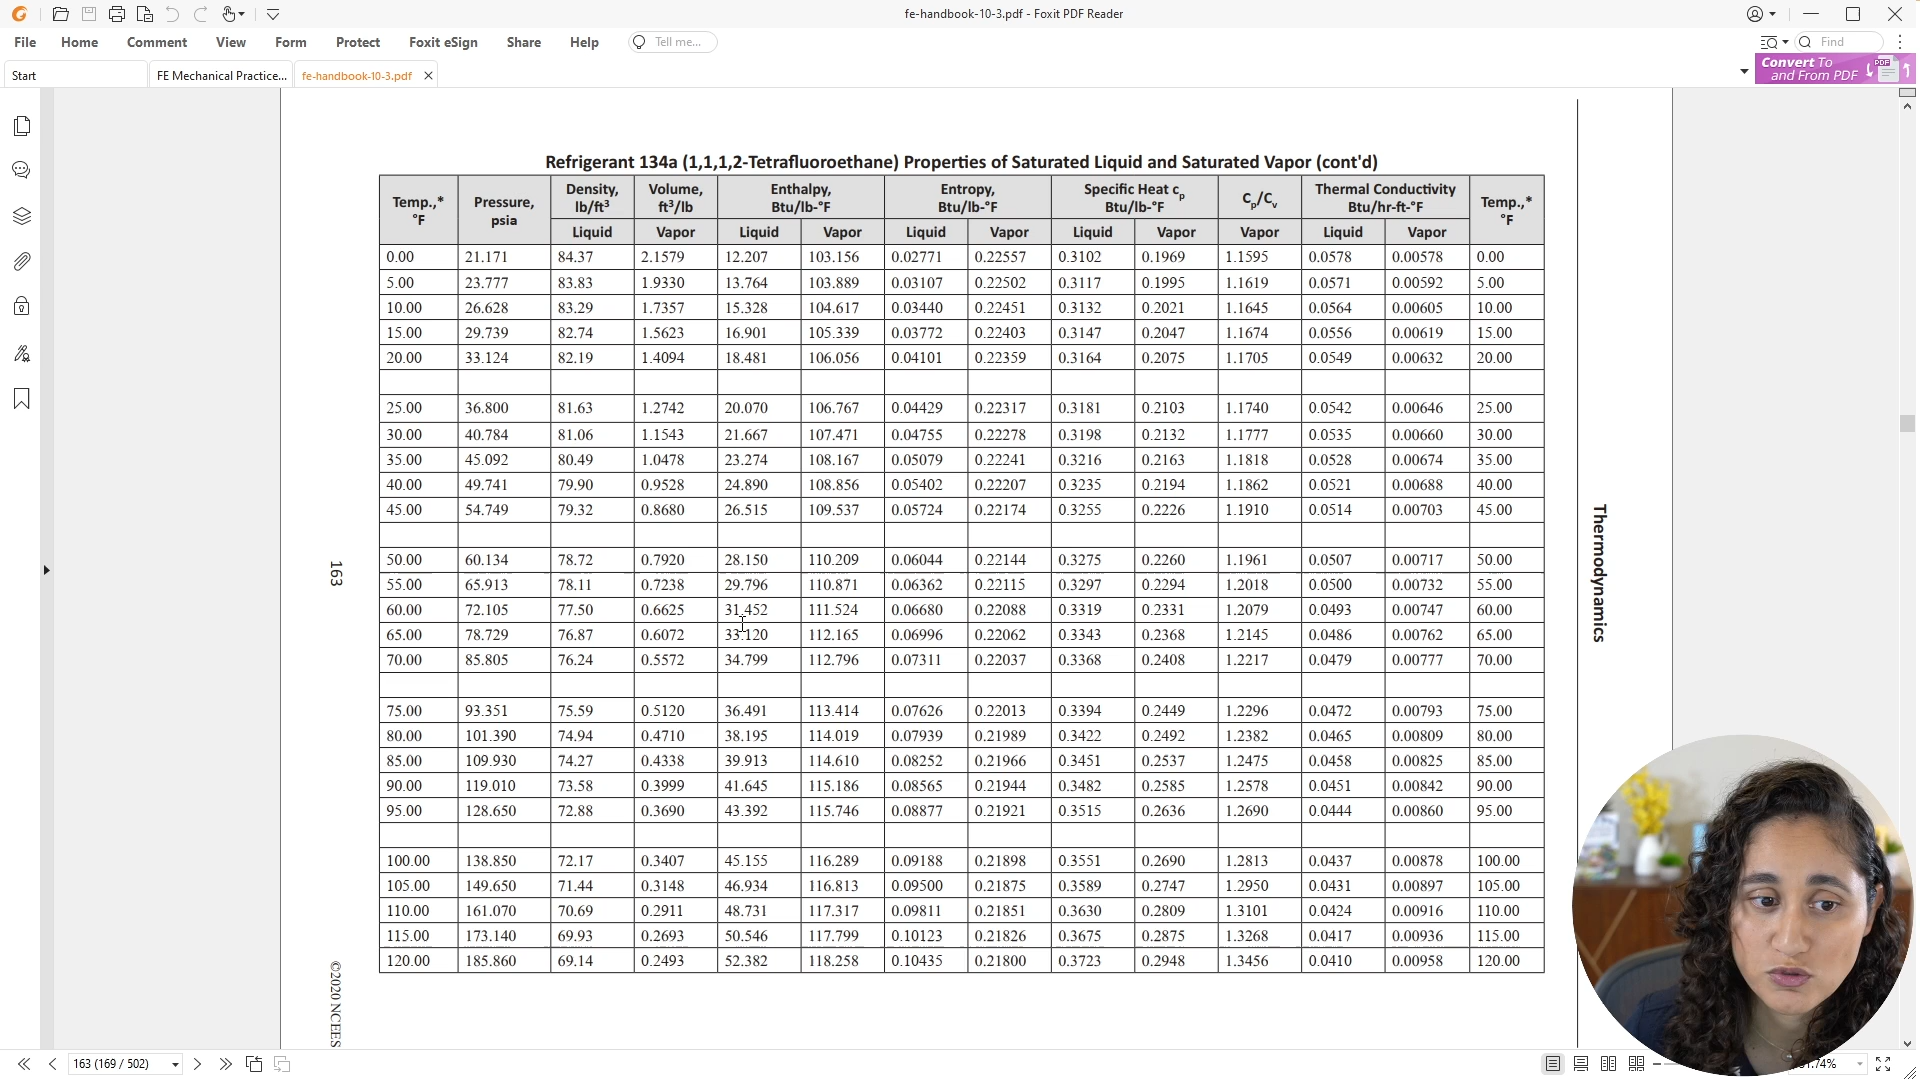 fe-handbook-10-3.pdf - Foxit PDF Reader
File Home Comment View Form Protect Foxit eSign Share Help Tell me... Find
Start FE Mechanical Practice... fe-handbook-10-3.pdf
Convert To
and From PDF
PDF
Refrigerant 134a (1,1,1,2-Tetrafluoroethane) Properties of Saturated Liquid and Saturated Vapor (cont'd)
Temp.,* °F Pressure, psia Density, lb/ft³ Volume, ft³/lb Enthalpy, Btu/lb-°F Entropy, Btu/lb-°F Specific Heat cp Btu/lb-°F Cp/Cv Thermal Conductivity Btu/hr-ft-°F Temp.,* °F
Liquid Vapor Liquid Vapor Liquid Vapor Liquid Vapor Vapor Liquid Vapor
0.00 21.171 84.37 2.1579 12.207 103.156 0.02771 0.22557 0.3102 0.1969 1.1595 0.0578 0.00578 0.00
5.00 23.777 83.83 1.9330 13.764 103.889 0.03107 0.22502 0.3117 0.1995 1.1619 0.0571 0.00592 5.00
10.00 26.628 83.29 1.7357 15.328 104.617 0.03440 0.22451 0.3132 0.2021 1.1645 0.0564 0.00605 10.00
15.00 29.739 82.74 1.5623 16.901 105.339 0.03772 0.22403 0.3147 0.2047 1.1674 0.0556 0.00619 15.00
20.00 33.124 82.19 1.4094 18.481 106.056 0.04101 0.22359 0.3164 0.2075 1.1705 0.0549 0.00632 20.00
25.00 36.800 81.63 1.2742 20.070 106.767 0.04429 0.22317 0.3181 0.2103 1.1740 0.0542 0.00646 25.00
30.00 40.784 81.06 1.1543 21.667 107.471 0.04755 0.22278 0.3198 0.2132 1.1777 0.0535 0.00660 30.00
35.00 45.092 80.49 1.0478 23.274 108.167 0.05079 0.22241 0.3216 0.2163 1.1818 0.0528 0.00674 35.00
40.00 49.741 79.90 0.9528 24.890 108.856 0.05402 0.22207 0.3235 0.2194 1.1862 0.0521 0.00688 40.00
45.00 54.749 79.32 0.8680 26.515 109.537 0.05724 0.22174 0.3255 0.2226 1.1910 0.0514 0.00703 45.00
50.00 60.134 78.72 0.7920 28.150 110.209 0.06044 0.22144 0.3275 0.2260 1.1961 0.0507 0.00717 50.00
55.00 65.913 78.11 0.7238 29.796 110.871 0.06362 0.22115 0.3297 0.2294 1.2018 0.0500 0.00732 55.00
60.00 72.105 77.50 0.6625 31.452 111.524 0.06680 0.22088 0.3319 0.2331 1.2079 0.0493 0.00747 60.00
65.00 78.729 76.87 0.6072 33.120 112.165 0.06996 0.22062 0.3343 0.2368 1.2145 0.0486 0.00762 65.00
70.00 85.805 76.24 0.5572 34.799 112.796 0.07311 0.22037 0.3368 0.2408 1.2217 0.0479 0.00777 70.00
75.00 93.351 75.59 0.5120 36.491 113.414 0.07626 0.22013 0.3394 0.2449 1.2296 0.0472 0.00793 75.00
80.00 101.390 74.94 0.4710 38.195 114.019 0.07939 0.21989 0.3422 0.2492 1.2382 0.0465 0.00809 80.00
85.00 109.930 74.27 0.4338 39.913 114.610 0.08252 0.21966 0.3451 0.2537 1.2475 0.0458 0.00825 85.00
90.00 119.010 73.58 0.3999 41.645 115.186 0.08565 0.21944 0.3482 0.2585 1.2578 0.0451 0.00842 90.00
95.00 128.650 72.88 0.3690 43.392 115.746 0.08877 0.21921 0.3515 0.2636 1.2690 0.0444 0.00860 95.00
100.00 138.850 72.17 0.3407 45.155 116.289 0.09188 0.21898 0.3551 0.2690 1.2813 0.0437 0.00878 100.00
105.00 149.650 71.44 0.3148 46.934 116.813 0.09500 0.21875 0.3589 0.2747 1.2950 0.0431 0.00897 105.00
110.00 161.070 70.69 0.2911 48.731 117.317 0.09811 0.21851 0.3630 0.2809 1.3101 0.0424 0.00916 110.00
115.00 173.140 69.93 0.2693 50.546 117.799 0.10123 0.21826 0.3675 0.2875 1.3268 0.0417 0.00936 115.00
120.00 185.860 69.14 0.2493 52.382 118.258 0.10435 0.21800 0.3723 0.2948 1.3456 0.0410 0.00958 120.00
163
©2020 NCEES
Thermodynamics
163 (169 / 502)